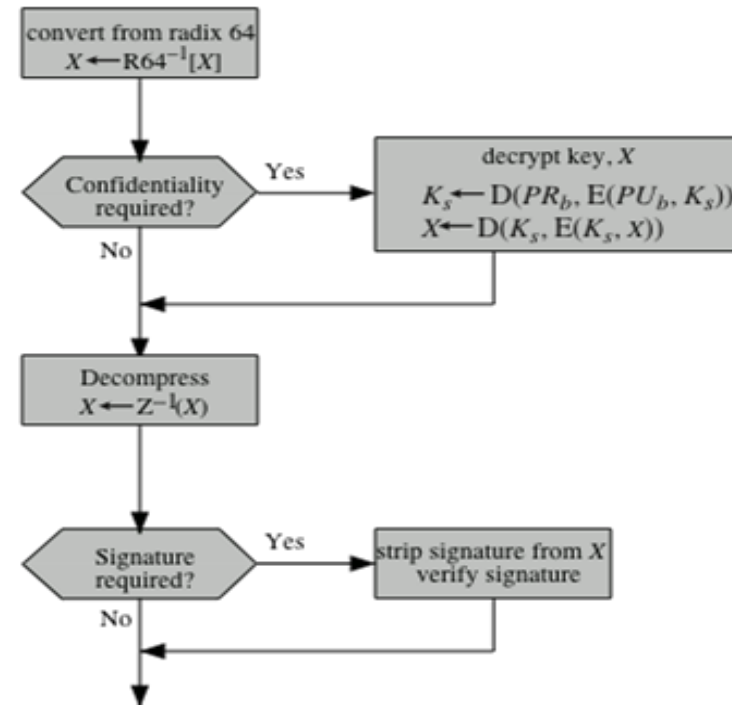 convert from radix 64
X ← R64⁻¹[X]
Confidentiality
required?
Yes
No
decrypt key, X
Kₛ ← D(PR_b, E(PU_b, Kₛ))
X ← D(Kₛ, E(Kₛ, X))
Decompress
X ← Z⁻¹(X)
Signature
required?
Yes
No
strip signature from X
verify signature